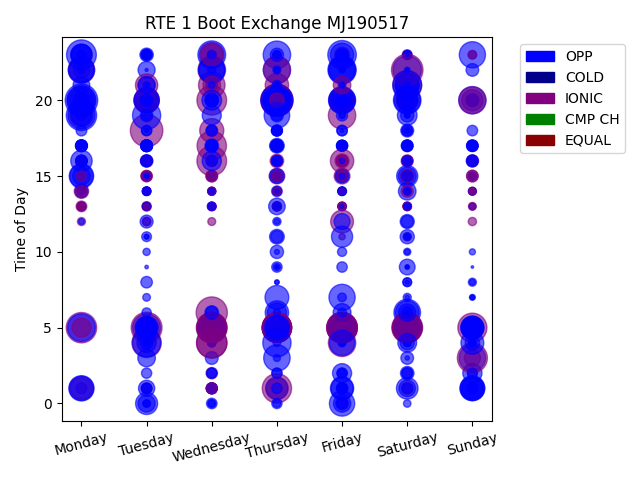 RTE 1 Boot Exchange MJ190517
OPP
COLD
IONIC
CMP CH
EQUAL
Time of Day
20
15
10
5
0
Monday
Tuesday
Wednesday
Thursday
Friday
Saturday
Sunday